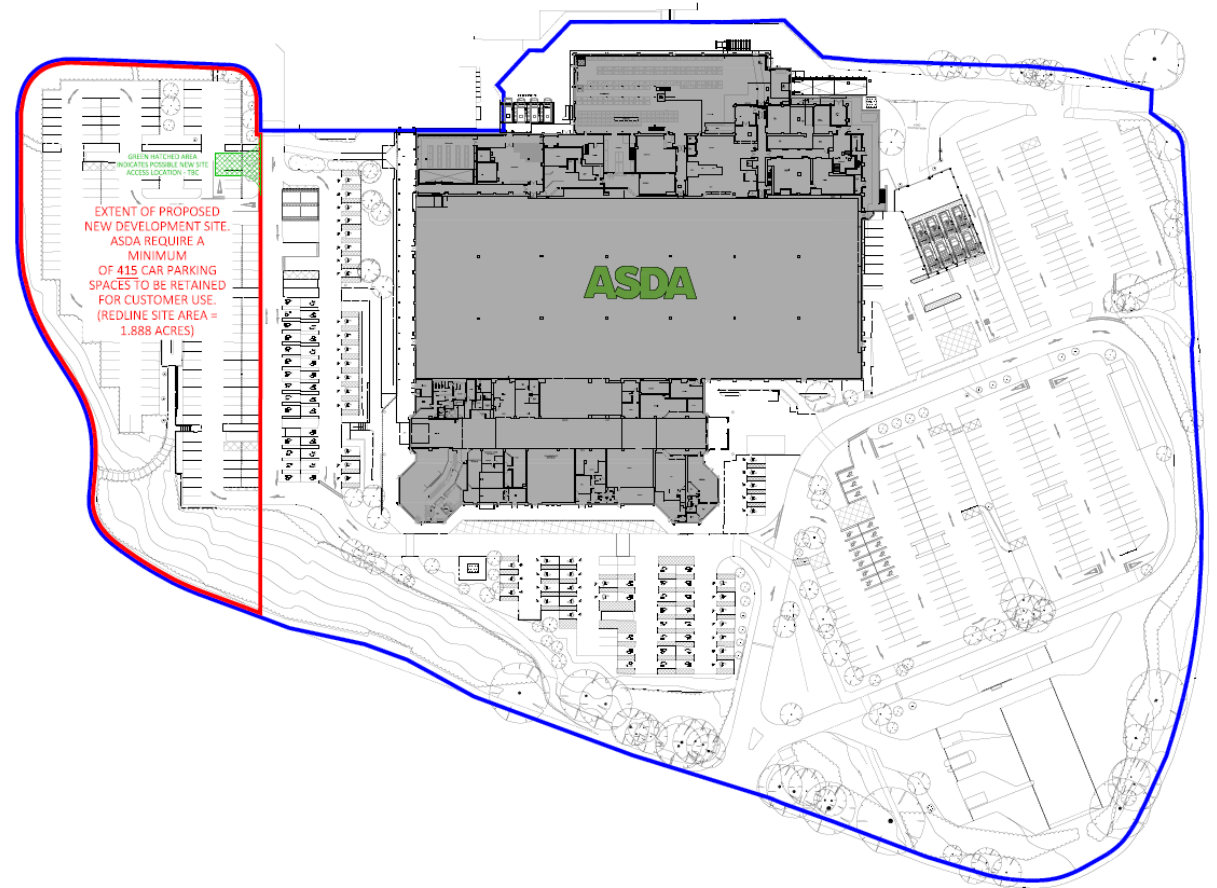 GREEN HATCHED AREA
INDICATES POSSIBLE NEW SITE
ACCESS LOCATION - TBC
EXTENT OF PROPOSED
NEW DEVELOPMENT SITE.
ASDA REQUIRE A
MINIMUM
OF 415 CAR PARKING
SPACES TO BE RETAINED
FOR CUSTOMER USE.
(REDLINE SITE AREA =
1.888 ACRES)
ASDA